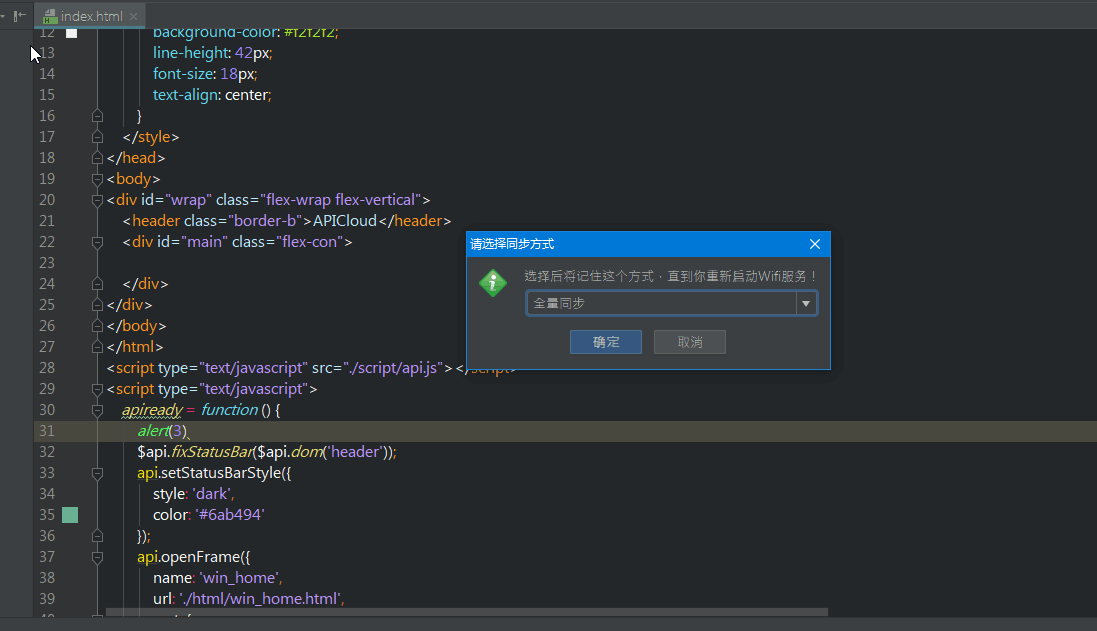 index.html
12 background-color: #f2f2f2;
13 line-height: 42px;
14 font-size: 18px;
15 text-align: center;
16 }
17 </style>
18 </head>
19 <body>
20 <div id="wrap" class="flex-wrap flex-vertical">
21 <header class="border-b">APICloud</header>
22 <div id="main" class="flex-con">
23
24 </div>
25 </div>
26 </body>
27 </html>
28 <script type="text/javascript" src="./script/api.js"></script>
29 <script type="text/javascript">
30 apiready = function () {
31 alert(3)
32 $api.fixStatusBar($api.dom('header'));
33 api.setStatusBarStyle({
34 style: 'dark',
35 color: '#6ab494'
36 });
37 api.openFrame({
38 name: 'win_home',
39 url: './html/win_home.html',
请选择同步方式
选择后将记住这个方式，直到你重新启动Wifi服务！
全量同步
确定
取消